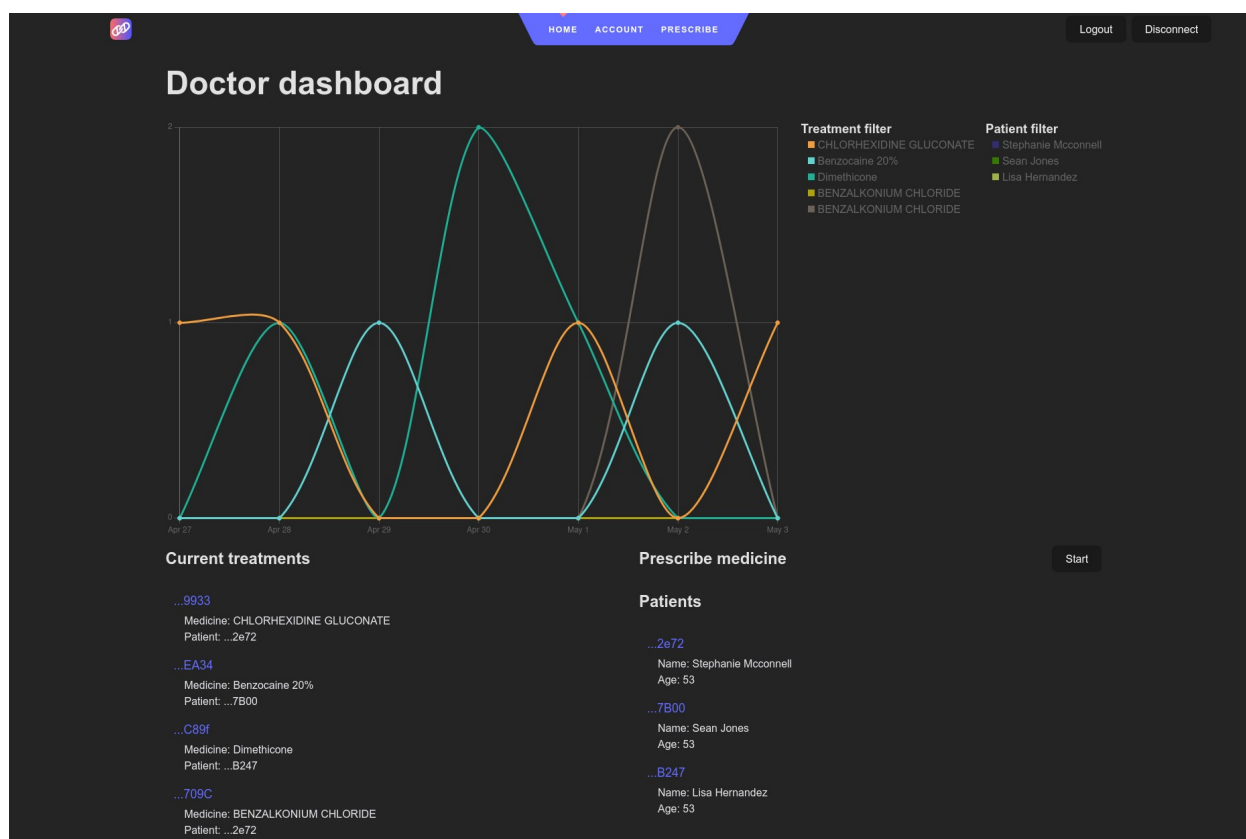 HOME ACCOUNT PRESCRIBE
Logout Disconnect
Doctor dashboard
2
1
0
Apr 27 Apr 28 Apr 29 Apr 30 May 1 May 2 May 3
Treatment filter
CHLORHEXIDINE GLUCONATE
Benzocaine 20%
Dimethicone
BENZALKONIUM CHLORIDE
BENZALKONIUM CHLORIDE
Patient filter
Stephanie Mcconnell
Sean Jones
Lisa Hernandez
Current treatments
...9933
Medicine: CHLORHEXIDINE GLUCONATE
Patient: ...2e72
...EA34
Medicine: Benzocaine 20%
Patient: ...7B00
...C89f
Medicine: Dimethicone
Patient: ...B247
...709C
Medicine: BENZALKONIUM CHLORIDE
Patient: ...2e72
Prescribe medicine
Start
Patients
...2e72
Name: Stephanie Mcconnell
Age: 53
...7B00
Name: Sean Jones
Age: 53
...B247
Name: Lisa Hernandez
Age: 53